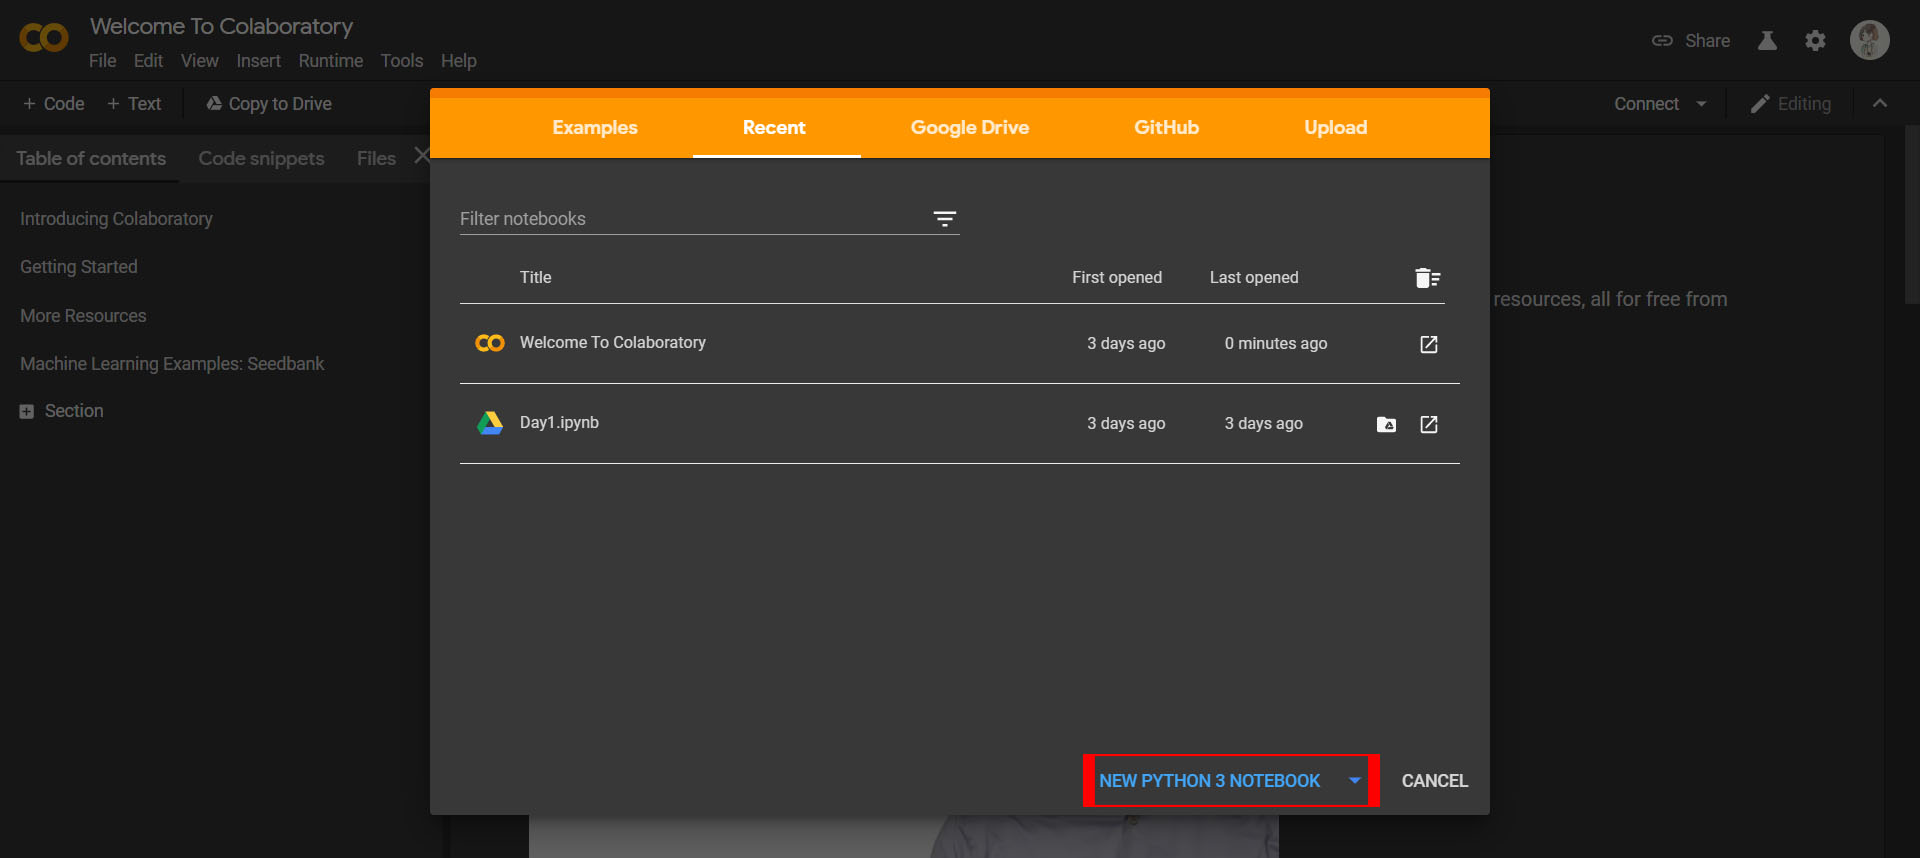 Welcome To Colaboratory
File Edit View Insert Runtime Tools Help
Share
+ Code + Text Copy to Drive
Connect Editing
Examples Recent Google Drive GitHub Upload
Table of contents Code snippets Files
Introducing Colaboratory
Getting Started
More Resources
Machine Learning Examples: Seedbank
Section
Filter notebooks
Title First opened Last opened
Welcome To Colaboratory 3 days ago 0 minutes ago
Day1.ipynb 3 days ago 3 days ago
resources, all for free from
NEW PYTHON 3 NOTEBOOK CANCEL